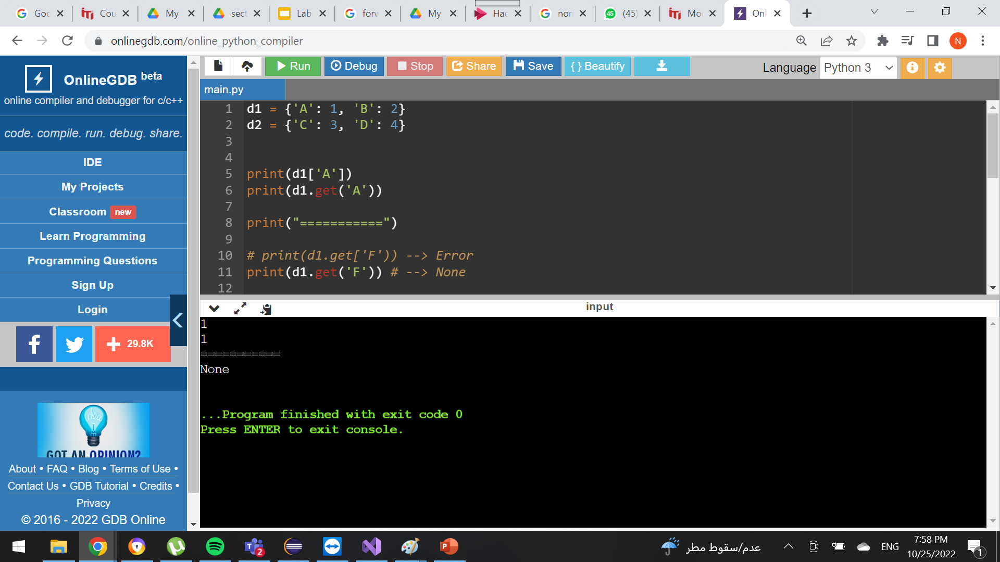 Goc
Cou
My
sect
Lab
forv
My
Hac
nor
(45)
Mo
Onl
onlinegdb.com/online_python_compiler
N
OnlineGDB beta
online compiler and debugger for c/c++
code. compile. run. debug. share.
IDE
My Projects
Classroom new
Learn Programming
Programming Questions
Sign Up
Login
29.8K
GOT AN OPINION?
About • FAQ • Blog • Terms of Use •
Contact Us • GDB Tutorial • Credits •
Privacy
© 2016 - 2022 GDB Online
Run Debug Stop Share Save { } Beautify
Language Python 3
main.py
1 d1 = {'A': 1, 'B': 2}
2 d2 = {'C': 3, 'D': 4}
3
4
5 print(d1['A'])
6 print(d1.get('A'))
7
8 print("===========")
9
10 # print(d1.get['F')) --> Error
11 print(d1.get('F')) # --> None
12
input
1
1
===========
None
...Program finished with exit code 0
Press ENTER to exit console.
عدم/سقوط مطر
ENG
7:58 PM
10/25/2022
1